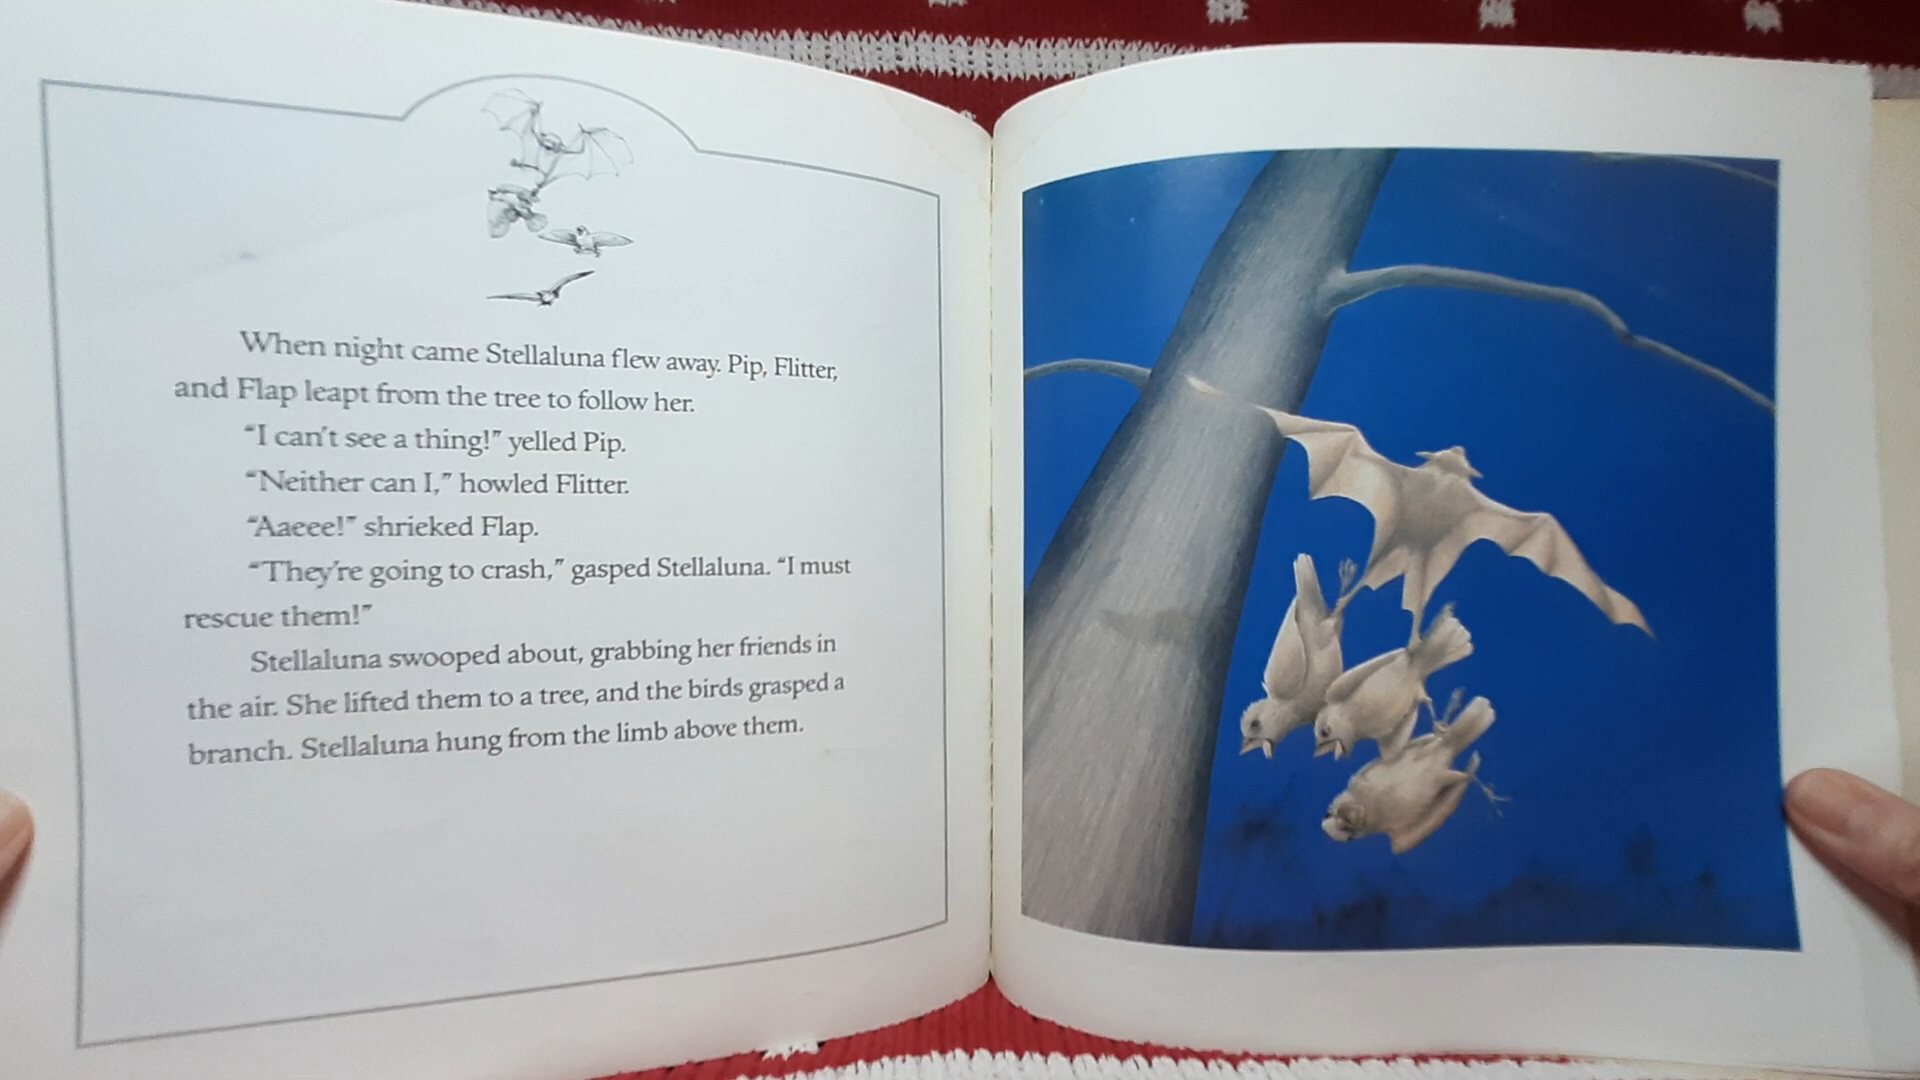 When night came Stellaluna flew away. Pip, Flitter,
and Flap leapt from the tree to follow her.
“I can’t see a thing!” yelled Pip.
“Neither can I,” howled Flitter.
“Aaeee!” shrieked Flap.
“They’re going to crash,” gasped Stellaluna. “I must
rescue them!”
Stellaluna swooped about, grabbing her friends in
the air. She lifted them to a tree, and the birds grasped a
branch. Stellaluna hung from the limb above them.